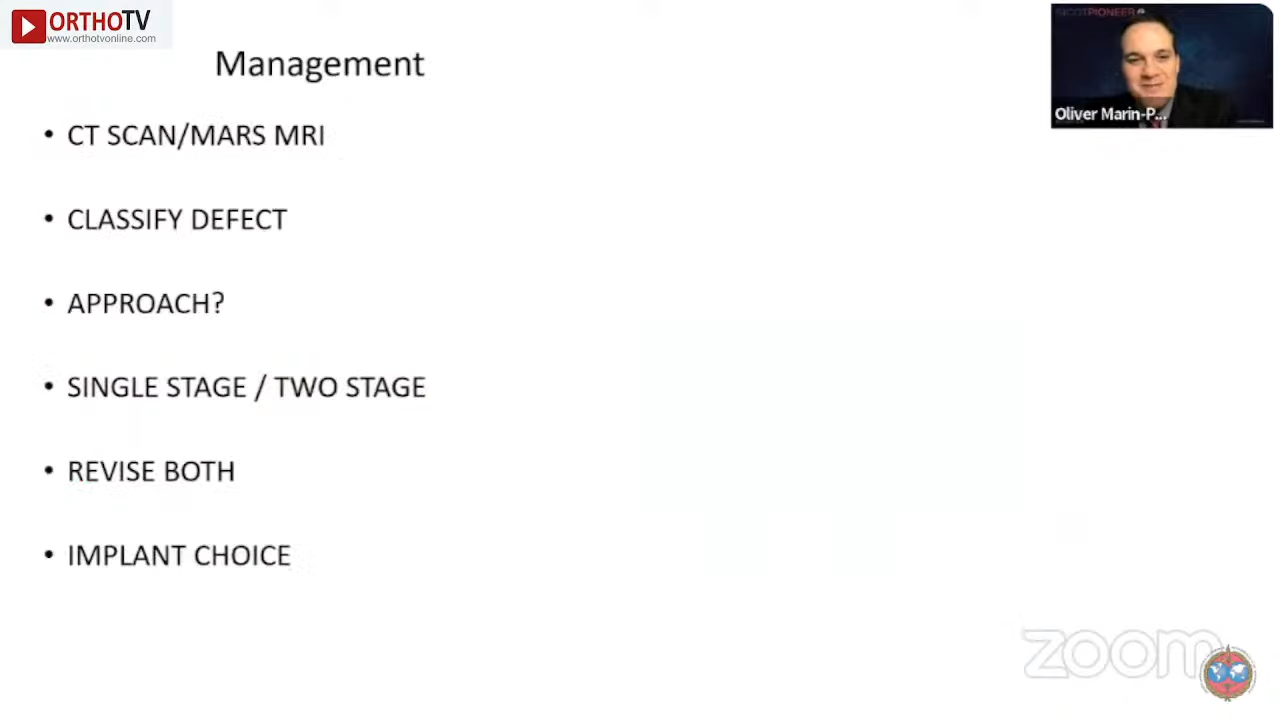 ORTHOTV
www.orthotvonline.com
Management
SICOTPIONEER
Oliver Marin-P...
• CT SCAN/MARS MRI
• CLASSIFY DEFECT
• APPROACH?
• SINGLE STAGE / TWO STAGE
• REVISE BOTH
• IMPLANT CHOICE
zoom